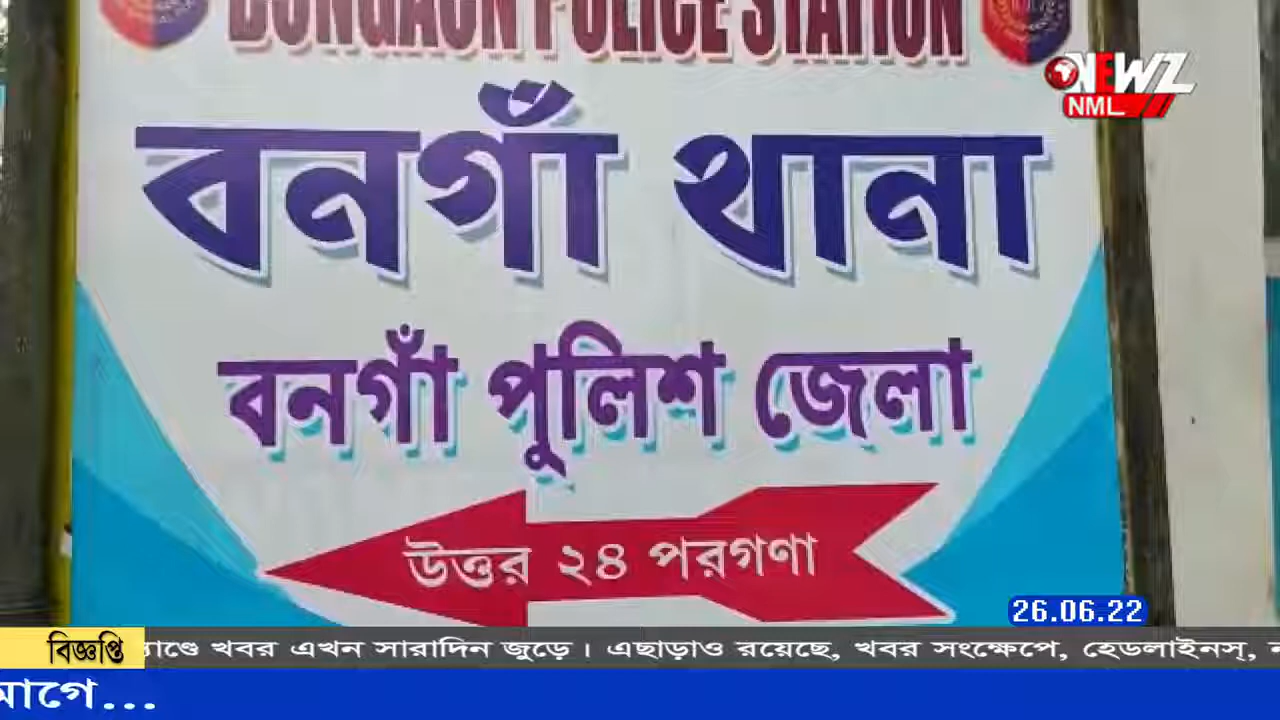 BONGAON POLICE STATION
NEWZ
NML
বনগাঁ থানা
বনগাঁ পুলিশ জেলা
উত্তর ২৪ পরগণা
26.06.22
বিজ্ঞপ্তি খবর এখন সারাদিন জুড়ে। এছাড়াও রয়েছে, খবর সংক্ষেপে, হেডলাইনস্,